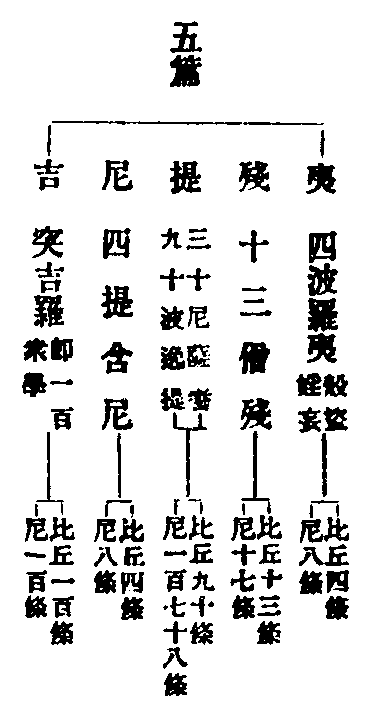 五篇
夷
四波羅夷
殺盜
婬妄
比丘四條
尼八條
殘
十三僧殘
比丘十三條
尼十七條
提
三十尼薩耆
九十波逸提
比丘九十條
尼一百七十八條
尼
四提舍尼
比丘四條
尼八條
吉
突吉羅
即一百
衆學
比丘一百條
尼一百條